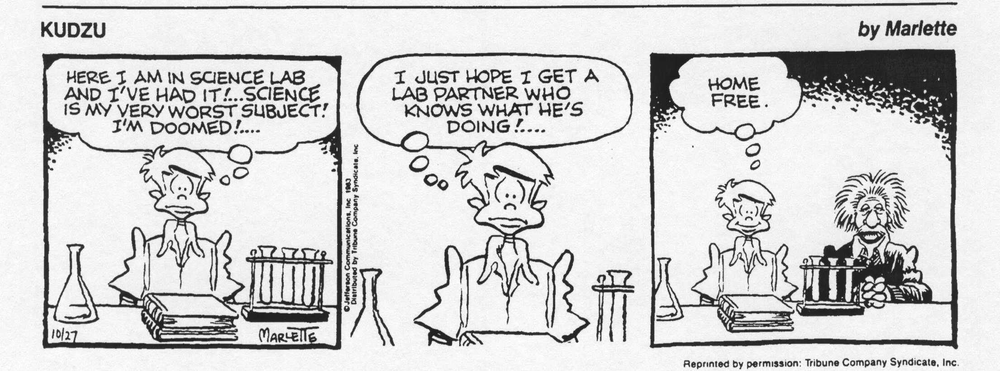 KUDZU
by Marlette
HERE I AM IN SCIENCE LAB
AND I'VE HAD IT!...SCIENCE
IS MY VERY WORST SUBJECT!
I'M DOOMED!....
10/27
MARLETTE
© Jefferson Communications, Inc 1983
Distributed by Tribune Company Syndicate, Inc
I JUST HOPE I GET A
LAB PARTNER WHO
KNOWS WHAT HE'S
DOING!....
HOME
FREE.
Reprinted by permission: Tribune Company Syndicate, Inc.